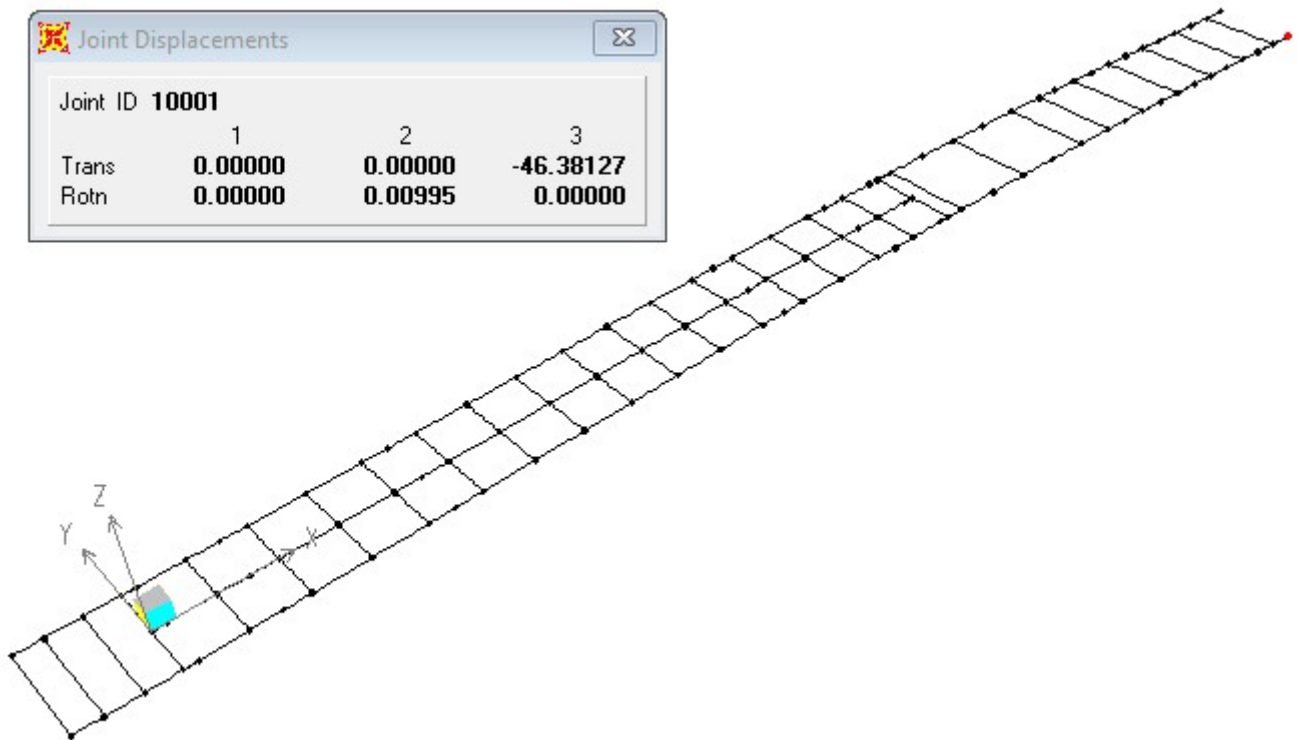 Joint Displacements
Joint ID 10001
1 2 3
Trans 0.00000 0.00000 -46.38127
Rotn 0.00000 0.00995 0.00000
Z
Y
X